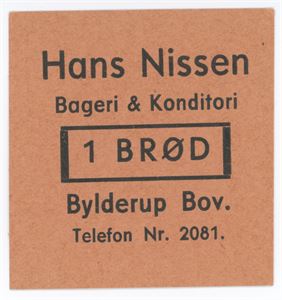 Hans Nissen
Bageri & Konditori
1 BRØD
Bylderup Bov.
Telefon Nr. 2081.